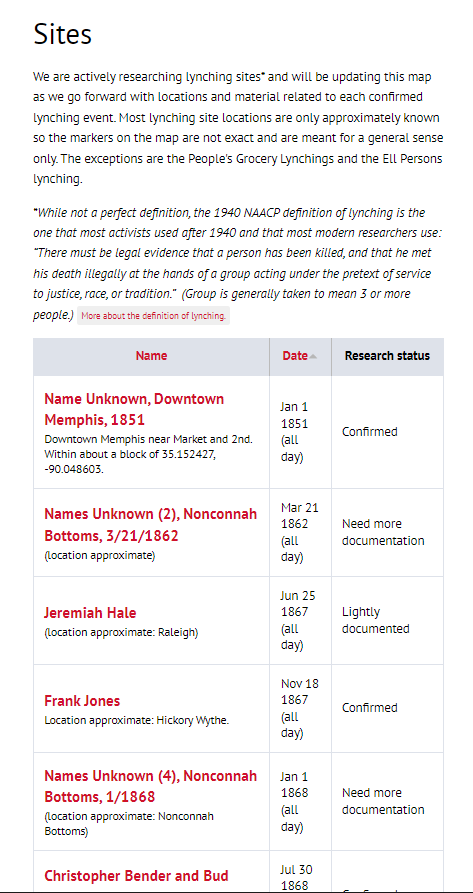 Sites
We are actively researching lynching sites* and will be updating this map
as we go forward with locations and material related to each confirmed
lynching event. Most lynching site locations are only approximately known
so the markers on the map are not exact and are meant for a general sense
only. The exceptions are the People's Grocery Lynchings and the Ell Persons
lynching.
*While not a perfect definition, the 1940 NAACP definition of lynching is the
one that most activists used after 1940 and that most modern researchers use:
"There must be legal evidence that a person has been killed, and that he met
his death illegally at the hands of a group acting under the pretext of service
to justice, race, or tradition." (Group is generally taken to mean 3 or more
people.) More about the definition of lynching.
Name Date Research status
Name Unknown, Downtown
Memphis, 1851
Downtown Memphis near Market and 2nd.
Within about a block of 35.152427,
-90.048603.
Jan 1
1851
(all
day)
Confirmed
Names Unknown (2), Nonconnah
Bottoms, 3/21/1862
(location approximate)
Mar 21
1862
(all
day)
Need more
documentation
Jeremiah Hale
(location approximate: Raleigh)
Jun 25
1867
(all
day)
Lightly
documented
Frank Jones
Location approximate: Hickory Wythe.
Nov 18
1867
(all
day)
Confirmed
Names Unknown (4), Nonconnah
Bottoms, 1/1868
(location approximate: Nonconnah
Bottoms)
Jan 1
1868
(all
day)
Need more
documentation
Christopher Bender and Bud
Jul 30
1868